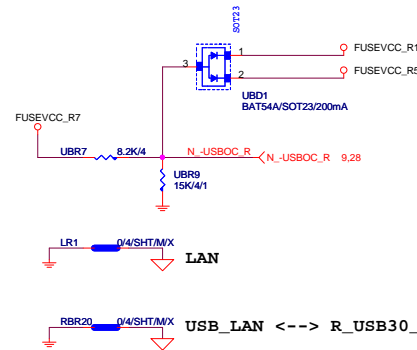 SOT23
1
FUSEVCC_R1
3
2
FUSEVCC_R5
UBD1
BAT54A/SOT23/200mA
FUSEVCC_R7
UBR7 8.2K/4 N_-USBOC_R N_-USBOC_R 9,28
UBR9
15K/4/1
LR1 0/4/SHT/M/X LAN
RBR20 0/4/SHT/M/X USB_LAN <--> R_USB30_